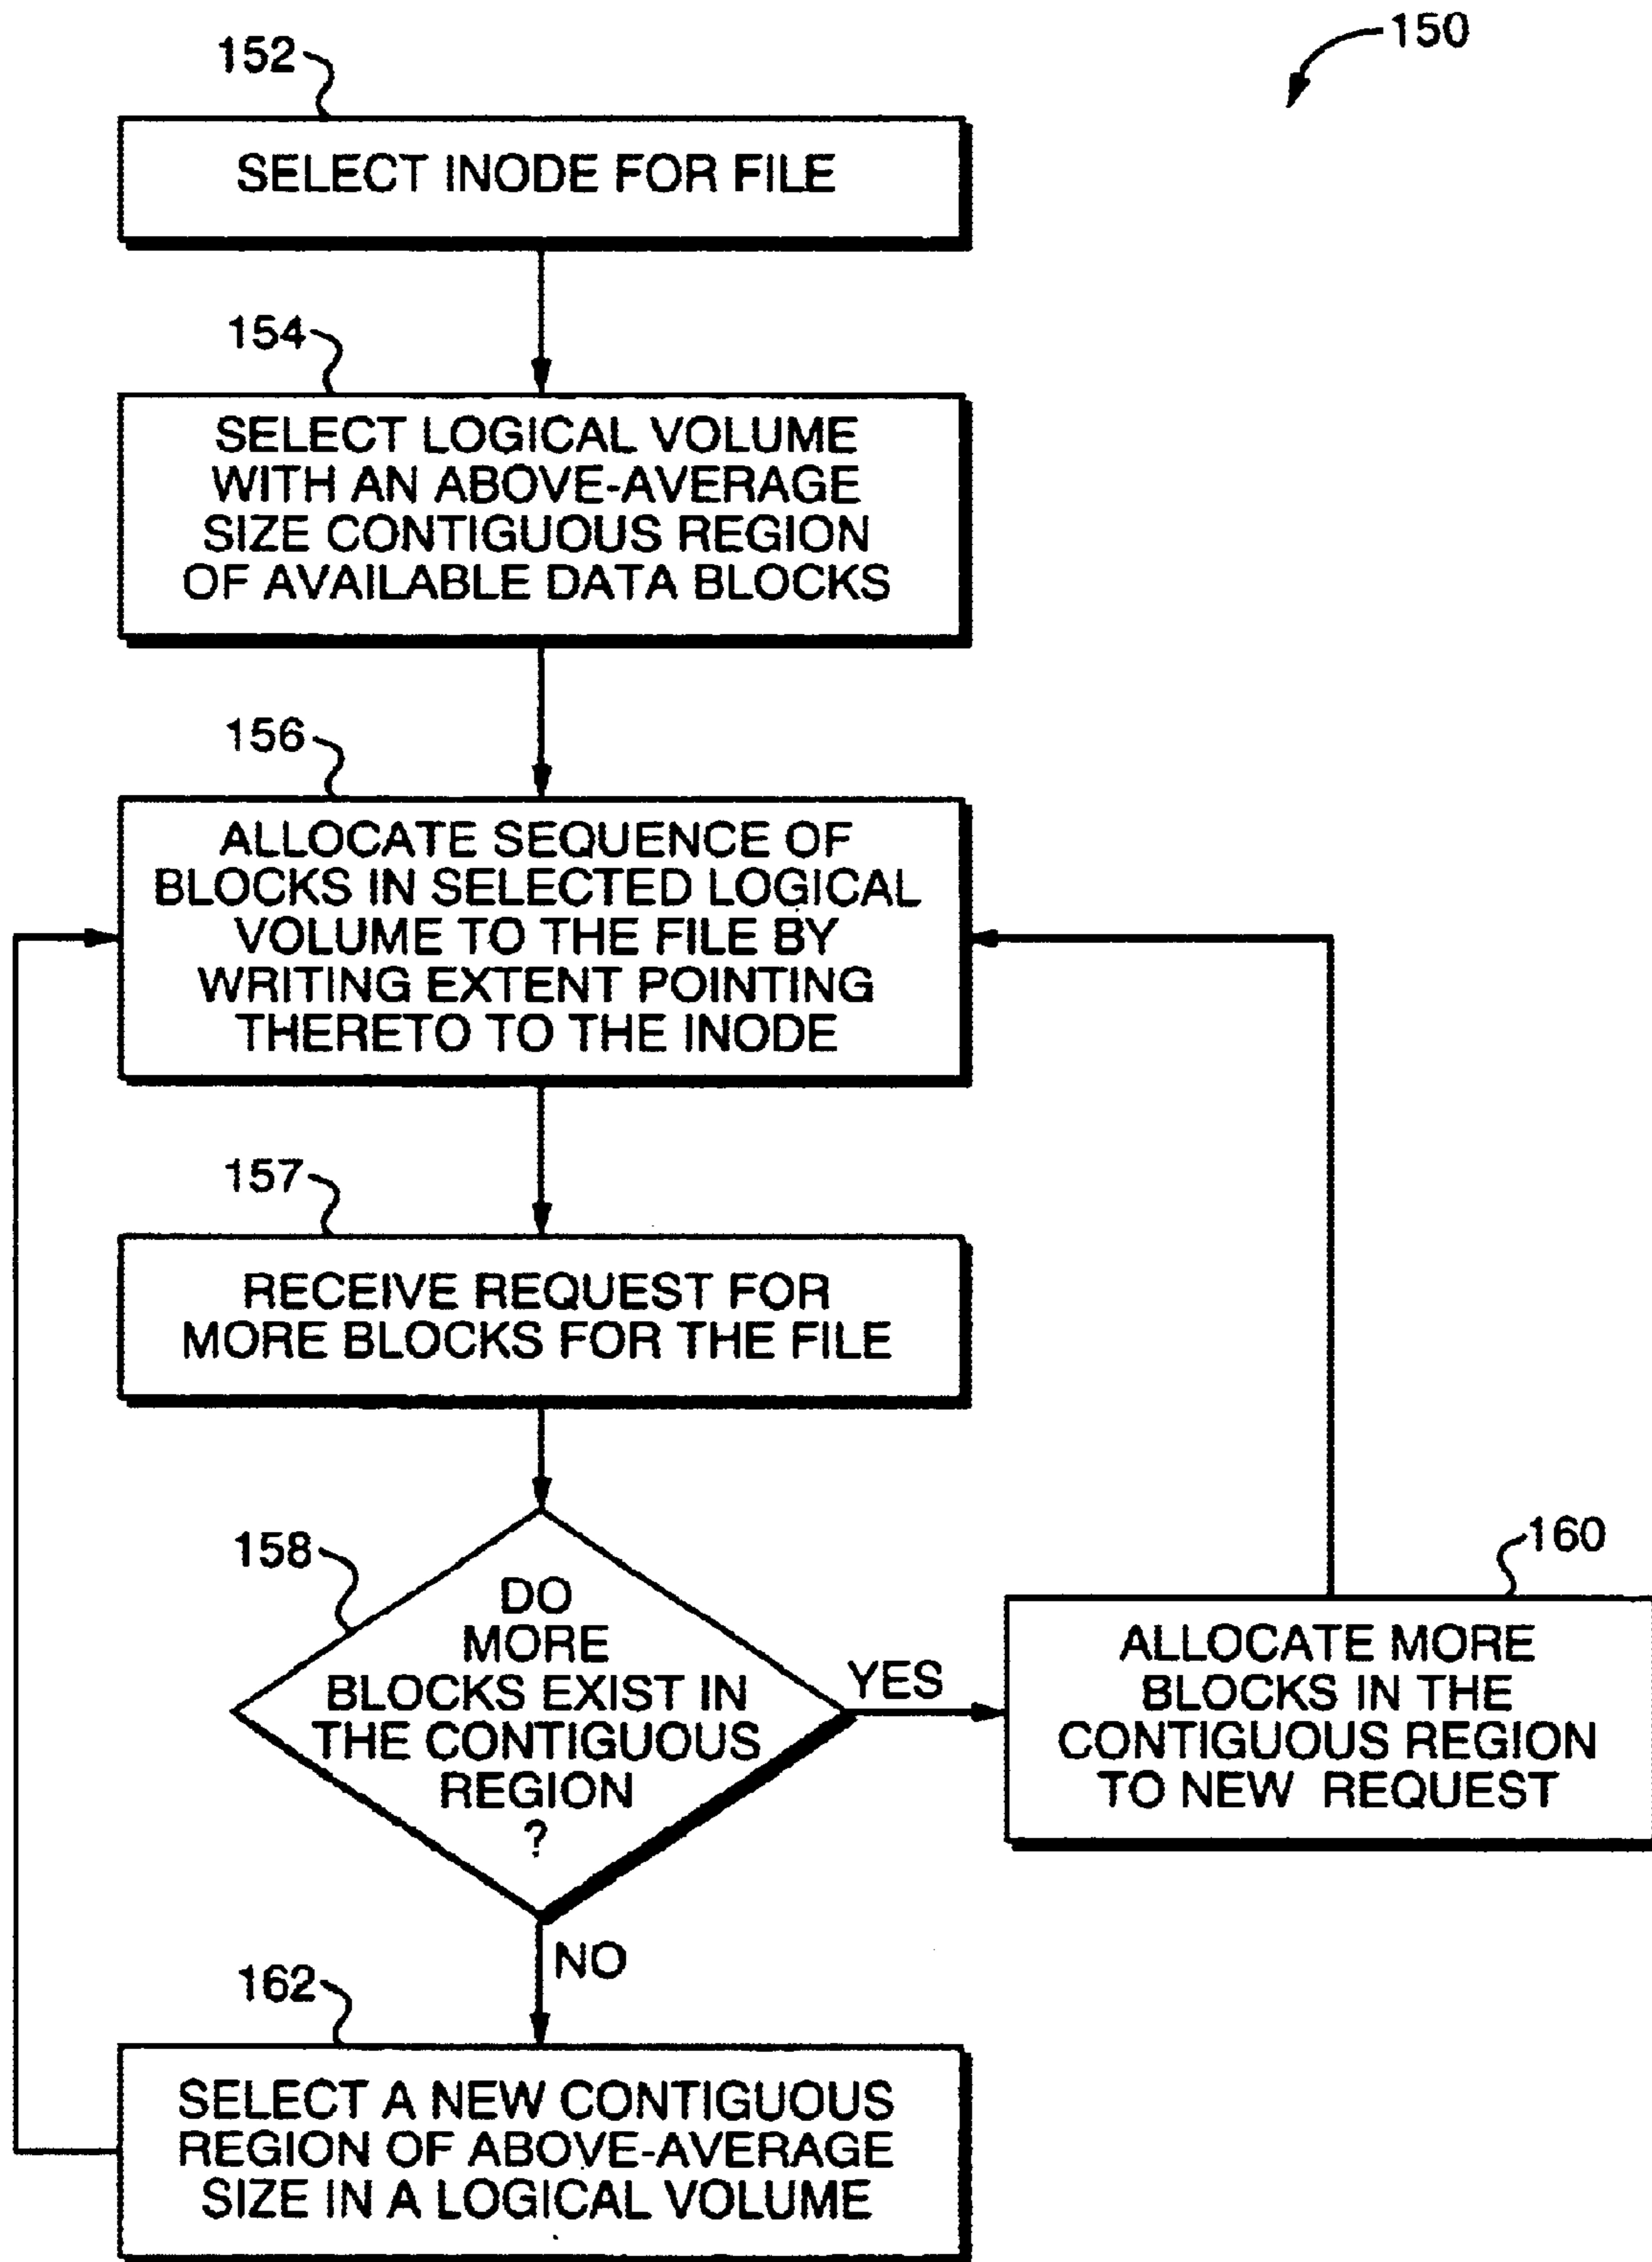 150
152
SELECT INODE FOR FILE
154
SELECT LOGICAL VOLUME
WITH AN ABOVE-AVERAGE
SIZE CONTIGUOUS REGION
OF AVAILABLE DATA BLOCKS
156
ALLOCATE SEQUENCE OF
BLOCKS IN SELECTED LOGICAL
VOLUME TO THE FILE BY
WRITING EXTENT POINTING
THERETO TO THE INODE
157
RECEIVE REQUEST FOR
MORE BLOCKS FOR THE FILE
158
DO
MORE
BLOCKS EXIST IN
THE CONTIGUOUS
REGION
?
YES
160
ALLOCATE MORE
BLOCKS IN THE
CONTIGUOUS REGION
TO NEW REQUEST
NO
162
SELECT A NEW CONTIGUOUS
REGION OF ABOVE-AVERAGE
SIZE IN A LOGICAL VOLUME